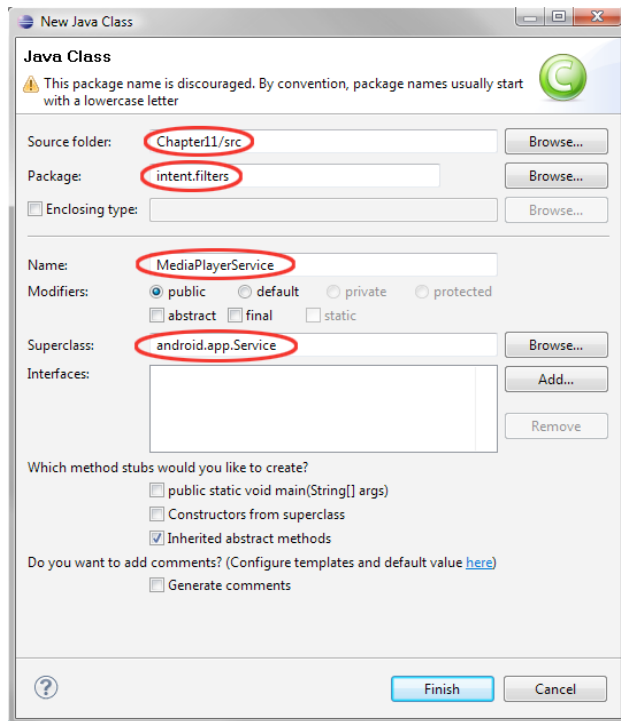 New Java Class
Java Class
This package name is discouraged. By convention, package names usually start
with a lowercase letter
Source folder: Chapter11/src Browse...
Package: intent.filters Browse...
Enclosing type: Browse...
Name: MediaPlayerService
Modifiers: public default private protected
abstract final static
Superclass: android.app.Service Browse...
Interfaces: Add...
Remove
Which method stubs would you like to create?
public static void main(String[] args)
Constructors from superclass
Inherited abstract methods
Do you want to add comments? (Configure templates and default value here)
Generate comments
Finish Cancel